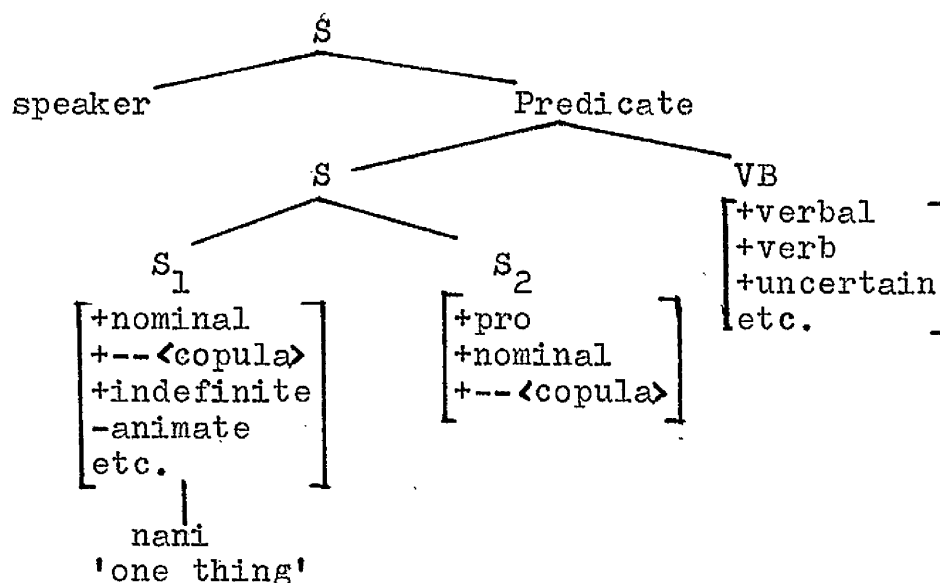 S
speaker Predicate
S VB
S1 S2
[+nominal
+--<copula>
+indefinite
-animate
etc.]
[+pro
+nominal
+--<copula>]
[+verbal
+verb
+uncertain
etc.]
nani
'one thing'